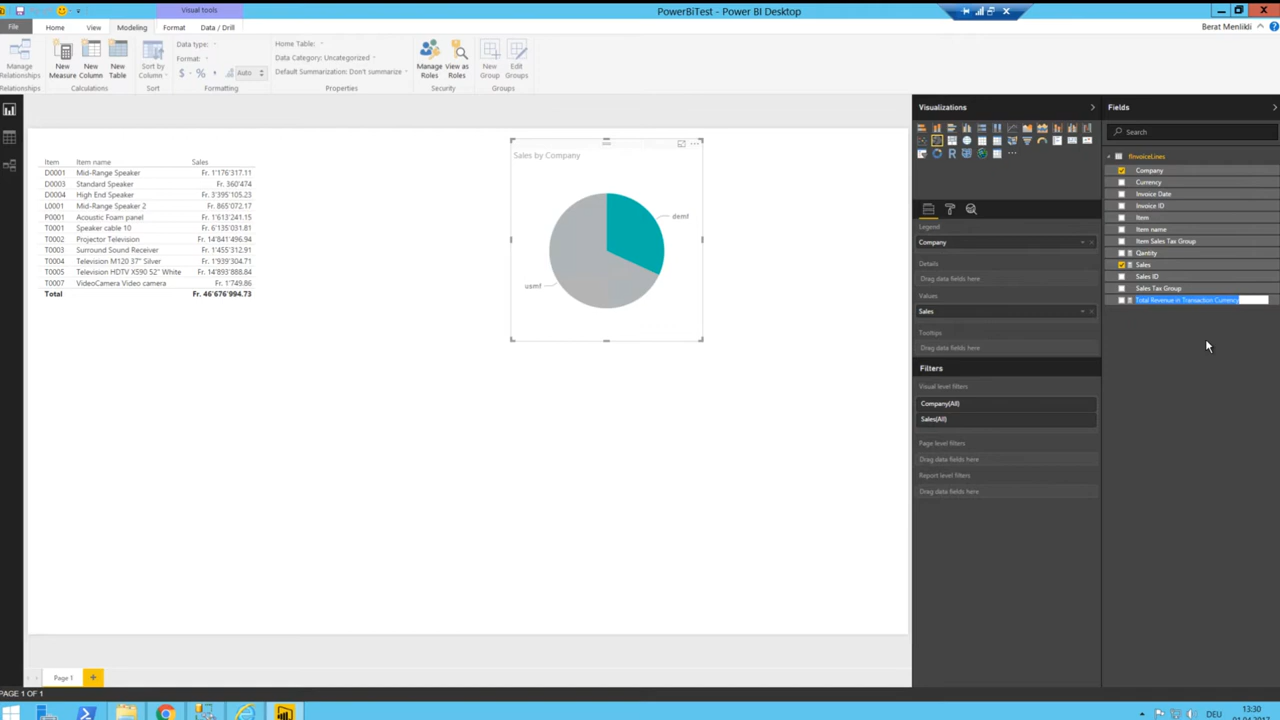 Visual tools
PowerBiTest - Power BI Desktop
File
Home
View
Modeling
Format
Data / Drill
Berat Menlikli
Manage
Relationships
Relationships
New
Measure
New
Column
New
Table
Calculations
Sort by
Column
Sort
Data type:
Format:
$ % , Auto
Formatting
Home Table:
Data Category: Uncategorized
Default Summarization: Don't summarize
Properties
Manage
Roles
View as
Roles
Security
New
Group
Edit
Groups
Groups
Item Item name Sales
D0001 Mid-Range Speaker Fr. 1'176'317.11
D0003 Standard Speaker Fr. 360'474
D0004 High End Speaker Fr. 3'395'105.23
L0001 Mid-Range Speaker 2 Fr. 865'072.17
P0001 Acoustic Foam panel Fr. 1'613'241.15
T0001 Speaker cable 10 Fr. 6'135'031.81
T0002 Projector Television Fr. 14'841'496.94
T0003 Surround Sound Receiver Fr. 1'455'512.91
T0004 Television M120 37" Silver Fr. 1'939'304.71
T0005 Television HDTV X590 52" White Fr. 14'893'888.84
T0007 VideoCamera Video camera Fr. 1'749.86
Total Fr. 46'676'994.73
Sales by Company
demf
usmf
Visualizations
Legend
Company
Details
Drag data fields here
Values
Sales
Tooltips
Drag data fields here
Filters
Visual level filters
Company(All)
Sales(All)
Page level filters
Drag data fields here
Report level filters
Drag data fields here
Fields
Search
fInvoiceLines
Company
Currency
Invoice Date
Invoice ID
Item
Item name
Item Sales Tax Group
Qantity
Sales
Sales ID
Sales Tax Group
Total Revenue in Transaction Currency
Page 1
PAGE 1 OF 1
DEU
13:30